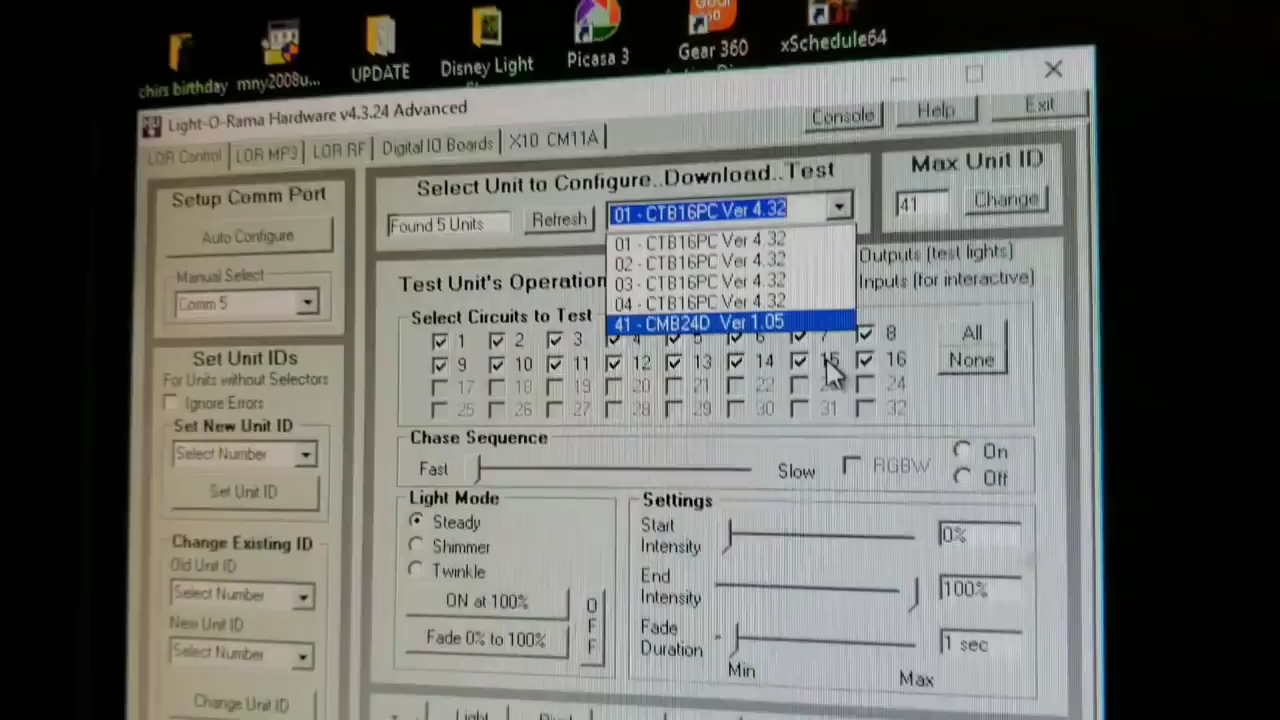 chirs birthday
mny2008u...
UPDATE
Disney Light
Picasa 3
Gear 360
xSchedule64
Light-O-Rama Hardware v4.3.24 Advanced
Console
Help
Exit
LOR Control
LOR MP3
LOR RF
Digital IO Boards
X10 CM11A
Setup Comm Port
Auto Configure
Manual Select
Comm 5
Select Unit to Configure..Download..Test
Found 5 Units
Refresh
01 - CTB16PC Ver 4.32
01 - CTB16PC Ver 4.32
02 - CTB16PC Ver 4.32
03 - CTB16PC Ver 4.32
04 - CTB16PC Ver 4.32
41 - CMB24D Ver 1.05
Max Unit ID
41
Change
Test Unit's Operation
Outputs (test lights)
Inputs (for interactive)
Select Circuits to Test
1 2 3 4 5 6 7 8
9 10 11 12 13 14 15 16
17 18 19 20 21 22 24
25 26 27 28 29 30 31 32
All
None
Set Unit IDs
For Units without Selectors
Ignore Errors
Set New Unit ID
Select Number
Set Unit ID
Change Existing ID
Old Unit ID
Select Number
New Unit ID
Select Number
Change Unit ID
Chase Sequence
Fast
Slow
RGBW
On
Off
Light Mode
Steady
Shimmer
Twinkle
ON at 100%
Fade 0% to 100%
O
F
F
Settings
Start
Intensity
0%
End
Intensity
100%
Fade
Duration
1 sec
Min
Max
Light